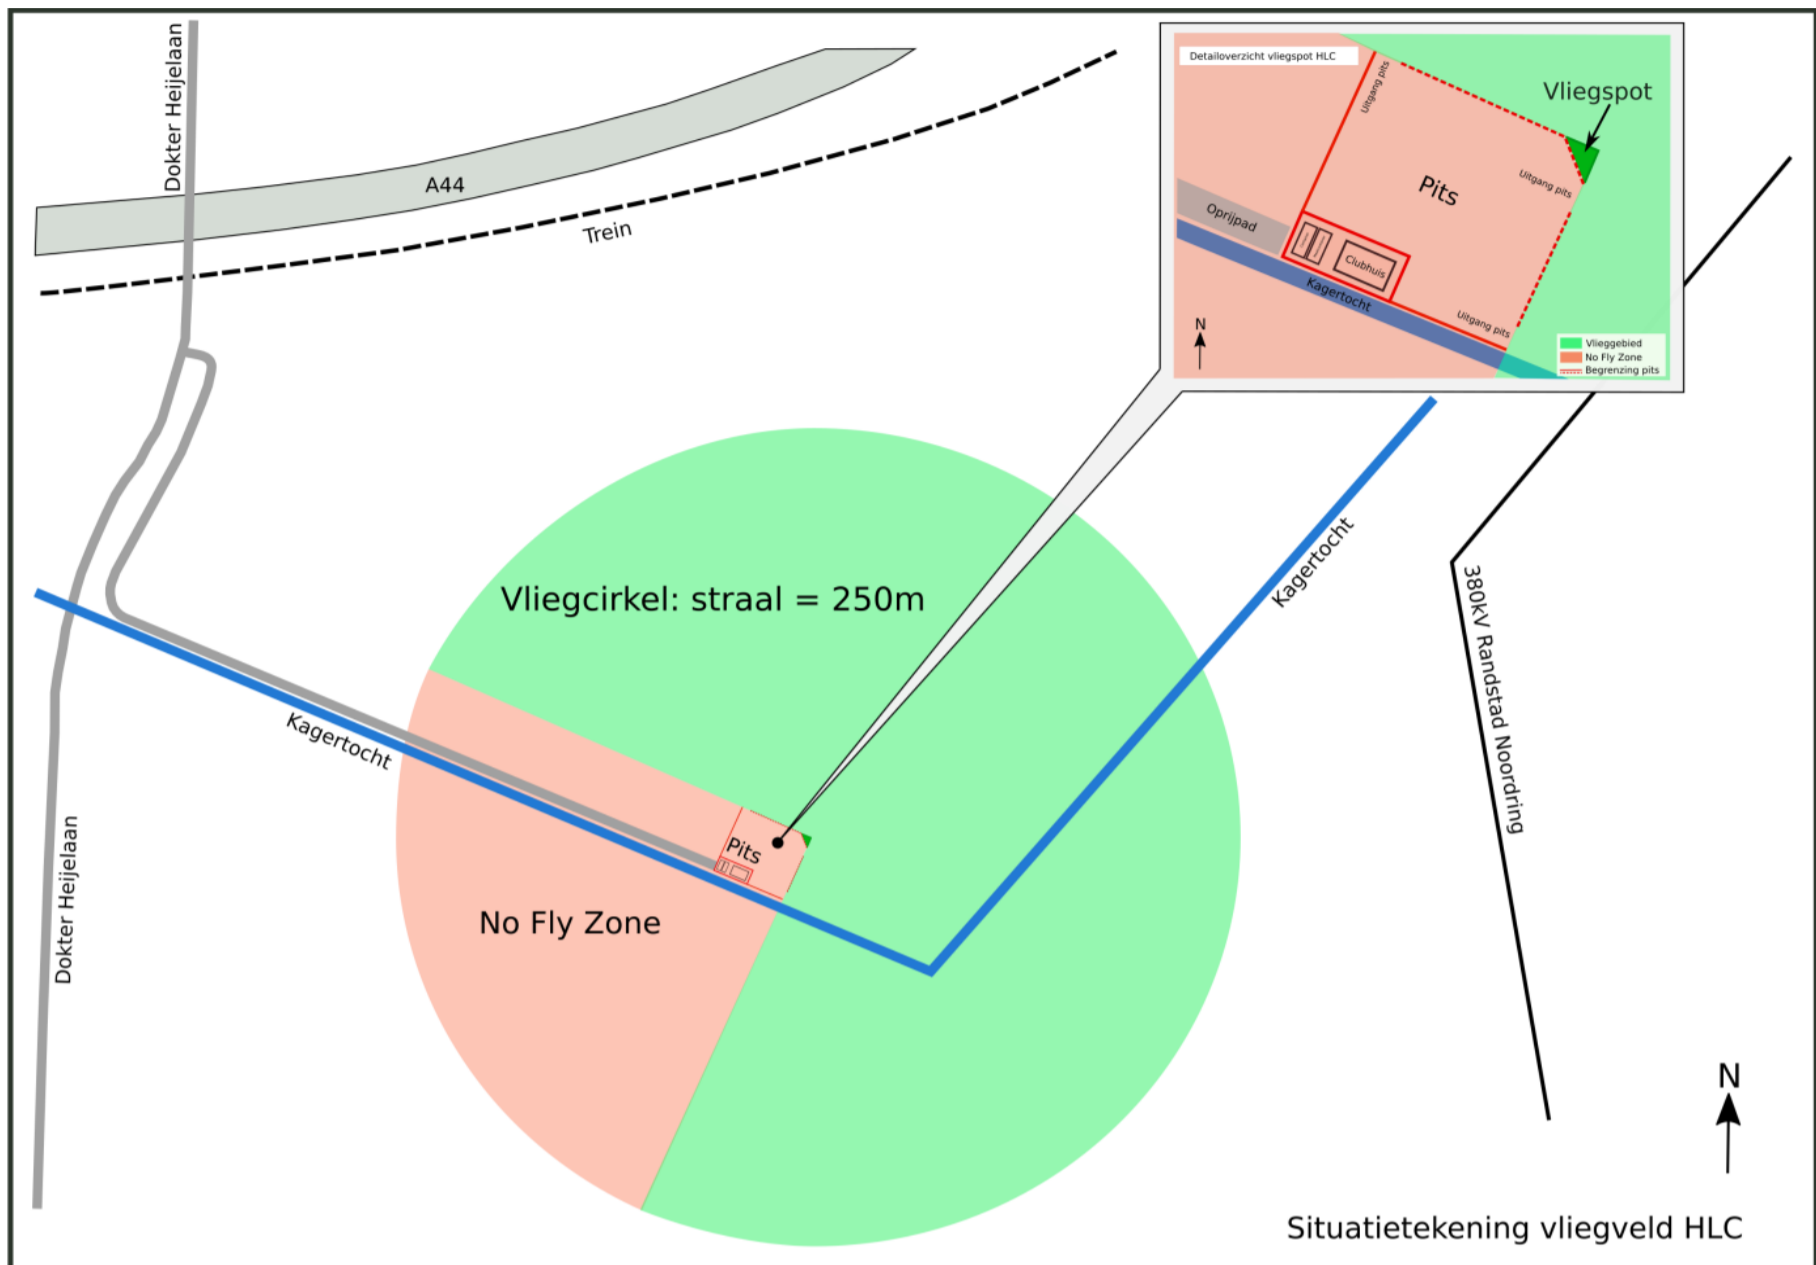 Dokter Heijelaan
A44
Trein
Detailoverzicht vliegspot HLC
Vliegspot
Uitgang pits
Pits
Uitgang pits
Oprijpad
Clubhuis
Kagertocht
Uitgang pits
N
Vlieggebied
No Fly Zone
Begrenzing pits
Vliegcirkel: straal = 250m
Kagertocht
380kV Randstad Noordring
Kagertocht
Pits
No Fly Zone
Dokter Heijelaan
N
Situatietekening vliegveld HLC